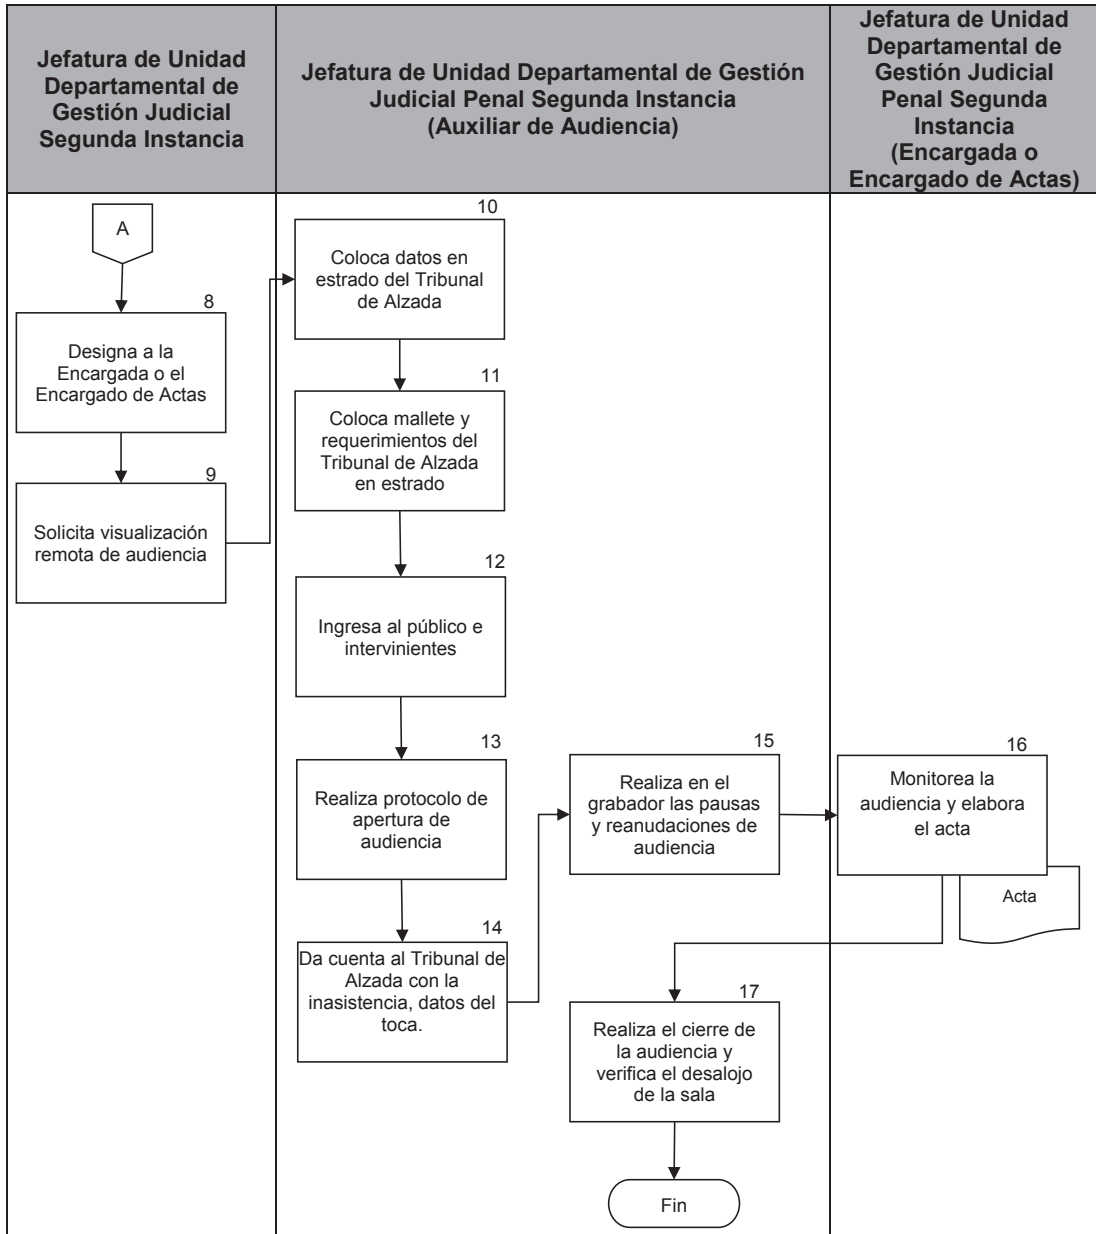 Jefatura de Unidad
Departamental de
Gestión Judicial
Segunda Instancia
Jefatura de Unidad Departamental de Gestión
Judicial Penal Segunda Instancia
(Auxiliar de Audiencia)
Jefatura de Unidad
Departamental de
Gestión Judicial
Penal Segunda
Instancia
(Encargada o
Encargado de Actas)
A
8
Designa a la
Encargada o el
Encargado de Actas
9
Solicita visualización
remota de audiencia
10
Coloca datos en
estrado del Tribunal
de Alzada
11
Coloca mallete y
requerimientos del
Tribunal de Alzada
en estrado
12
Ingresa al público e
intervinientes
13
Realiza protocolo de
apertura de
audiencia
14
Da cuenta al Tribunal de
Alzada con la
inasistencia, datos del
toca.
15
Realiza en el
grabador las pausas
y reanudaciones de
audiencia
16
Monitorea la
audiencia y elabora
el acta
Acta
17
Realiza el cierre de
la audiencia y
verifica el desalojo
de la sala
Fin